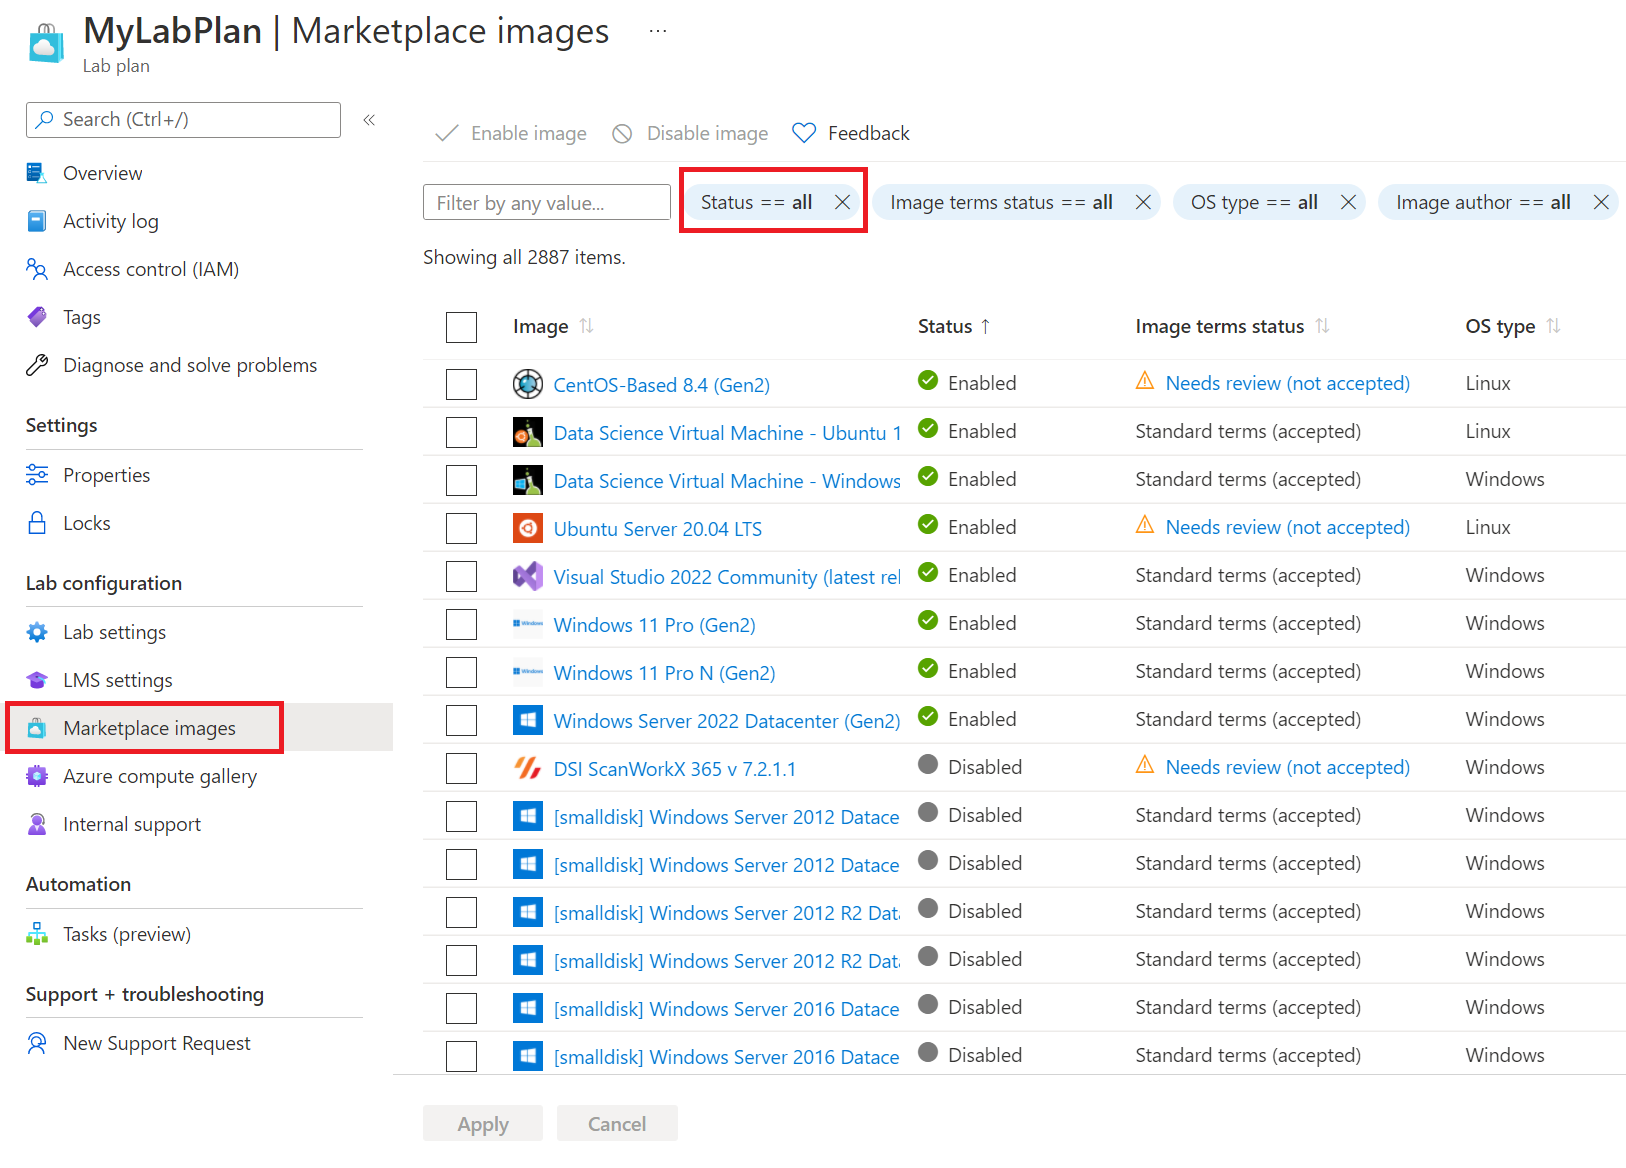 MyLabPlan | Marketplace images ...
Lab plan
Search (Ctrl+/)
«
Overview
Activity log
Access control (IAM)
Tags
Diagnose and solve problems
Settings
Properties
Locks
Lab configuration
Lab settings
LMS settings
Marketplace images
Azure compute gallery
Internal support
Automation
Tasks (preview)
Support + troubleshooting
New Support Request
Enable image Disable image Feedback
Filter by any value... Status == all Image terms status == all OS type == all Image author == all
Showing all 2887 items.
Image Status ↑ Image terms status OS type
CentOS-Based 8.4 (Gen2) Enabled Needs review (not accepted) Linux
Data Science Virtual Machine - Ubuntu 1 Enabled Standard terms (accepted) Linux
Data Science Virtual Machine - Windows Enabled Standard terms (accepted) Windows
Ubuntu Server 20.04 LTS Enabled Needs review (not accepted) Linux
Visual Studio 2022 Community (latest rel Enabled Standard terms (accepted) Windows
Windows 11 Pro (Gen2) Enabled Standard terms (accepted) Windows
Windows 11 Pro N (Gen2) Enabled Standard terms (accepted) Windows
Windows Server 2022 Datacenter (Gen2) Enabled Standard terms (accepted) Windows
DSI ScanWorkX 365 v 7.2.1.1 Disabled Needs review (not accepted) Windows
[smalldisk] Windows Server 2012 Datace Disabled Standard terms (accepted) Windows
[smalldisk] Windows Server 2012 Datace Disabled Standard terms (accepted) Windows
[smalldisk] Windows Server 2012 R2 Data Disabled Standard terms (accepted) Windows
[smalldisk] Windows Server 2012 R2 Data Disabled Standard terms (accepted) Windows
[smalldisk] Windows Server 2016 Datace Disabled Standard terms (accepted) Windows
[smalldisk] Windows Server 2016 Datace Disabled Standard terms (accepted) Windows
Apply Cancel